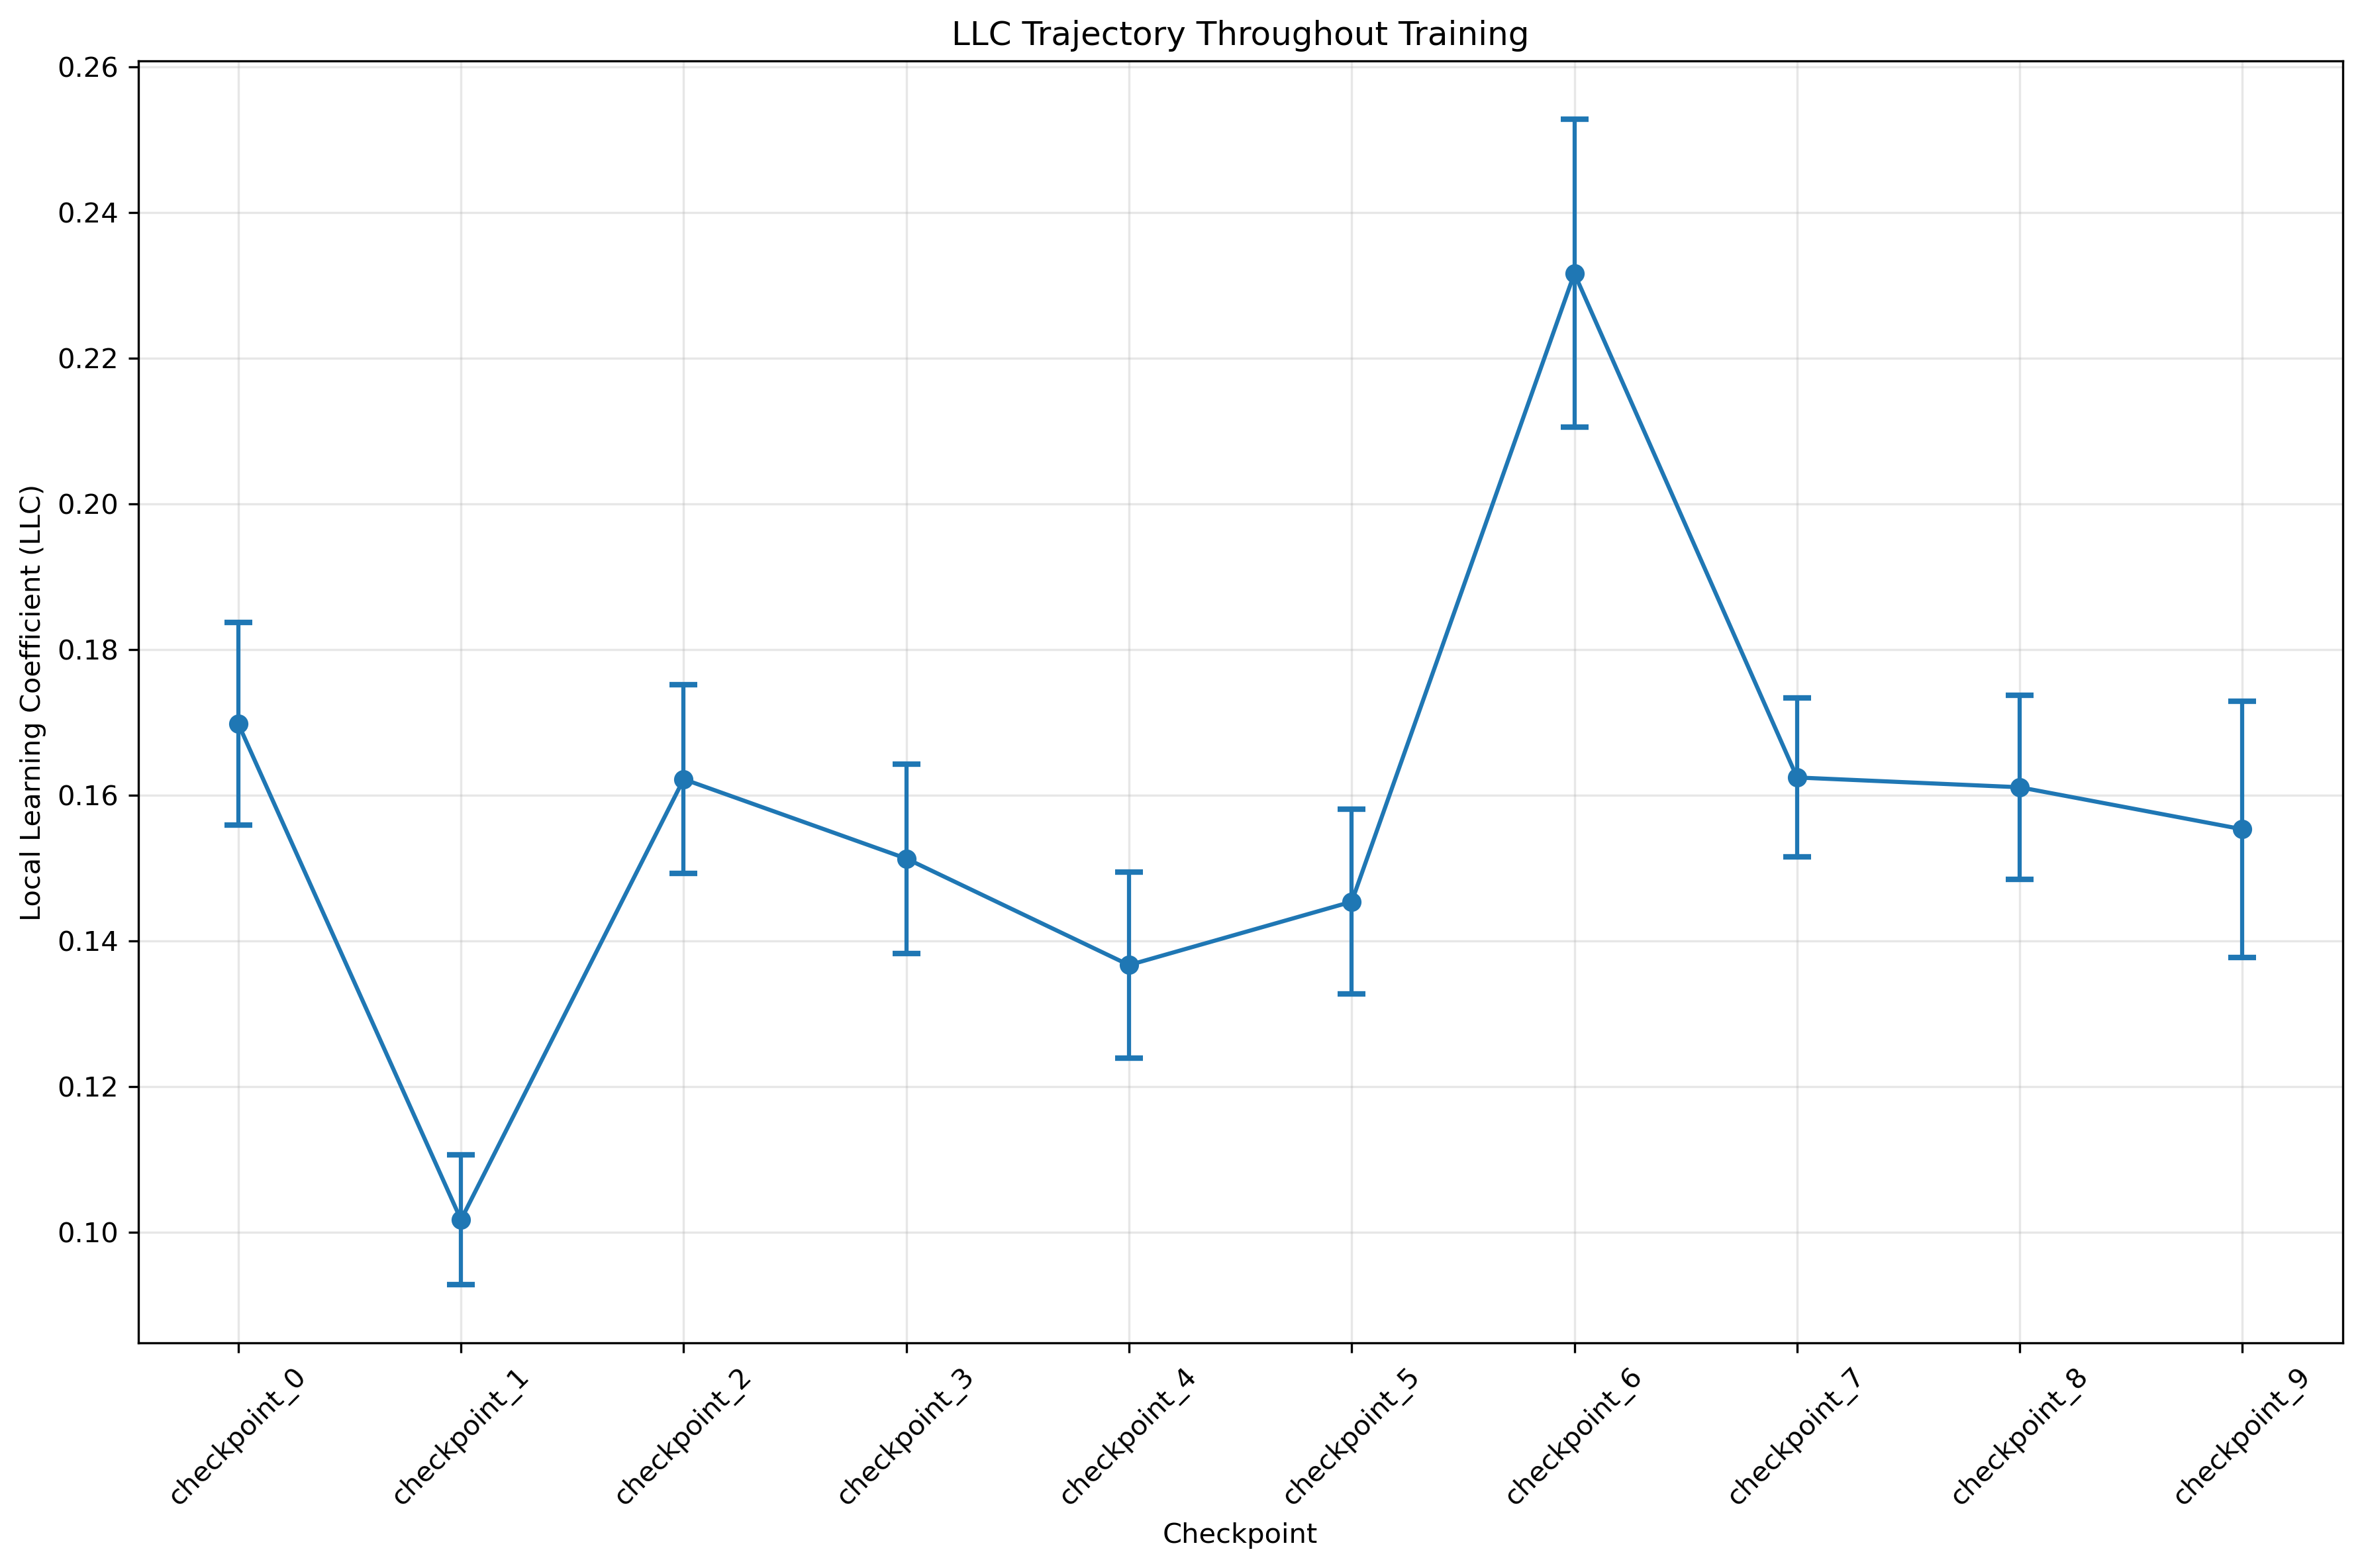 LLC Trajectory Throughout Training
Local Learning Coefficient (LLC)
0.26
0.24
0.22
0.20
0.18
0.16
0.14
0.12
0.10
checkpoint_0
checkpoint_1
checkpoint_2
checkpoint_3
checkpoint_4
checkpoint_5
checkpoint_6
checkpoint_7
checkpoint_8
checkpoint_9
Checkpoint